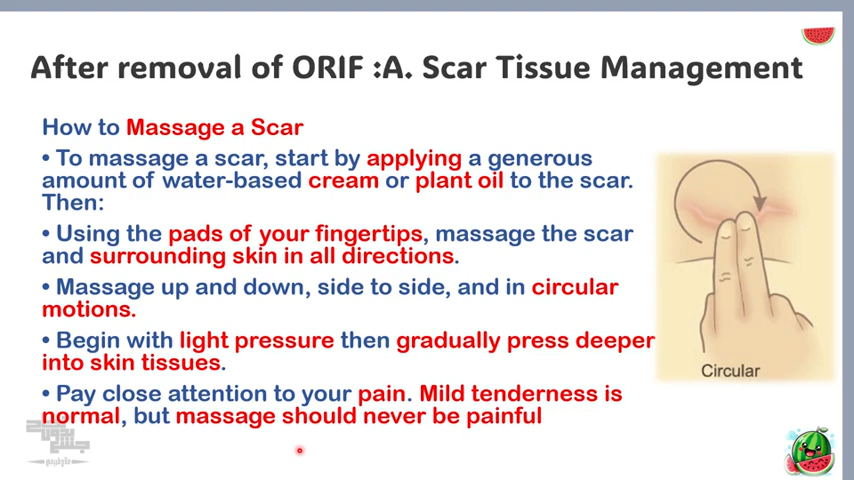 After removal of ORIF :A. Scar Tissue Management
How to Massage a Scar
• To massage a scar, start by applying a generous
amount of water-based cream or plant oil to the scar.
Then:
• Using the pads of your fingertips, massage the scar
and surrounding skin in all directions.
• Massage up and down, side to side, and in circular
motions.
• Begin with light pressure then gradually press deeper
into skin tissues.
• Pay close attention to your pain. Mild tenderness is
normal, but massage should never be painful
Circular